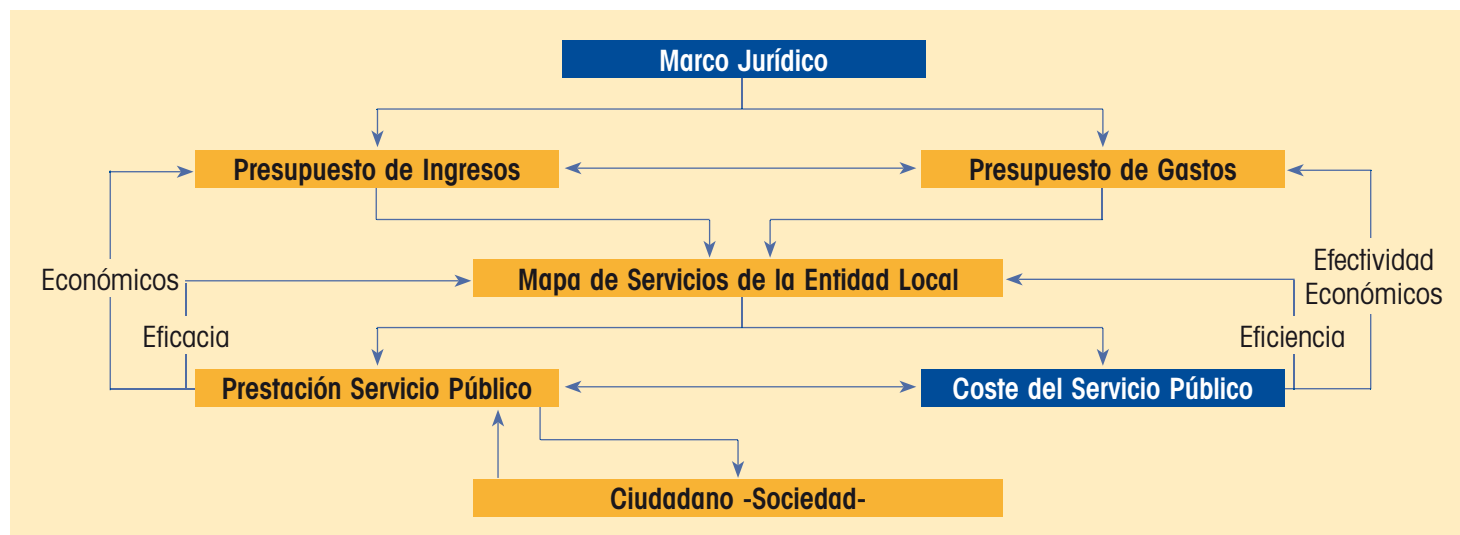 Marco Jurídico
Presupuesto de Ingresos
Presupuesto de Gastos
Económicos
Mapa de Servicios de la Entidad Local
Efectividad
Económicos
Eficacia
Eficiencia
Prestación Servicio Público
Coste del Servicio Público
Ciudadano -Sociedad-